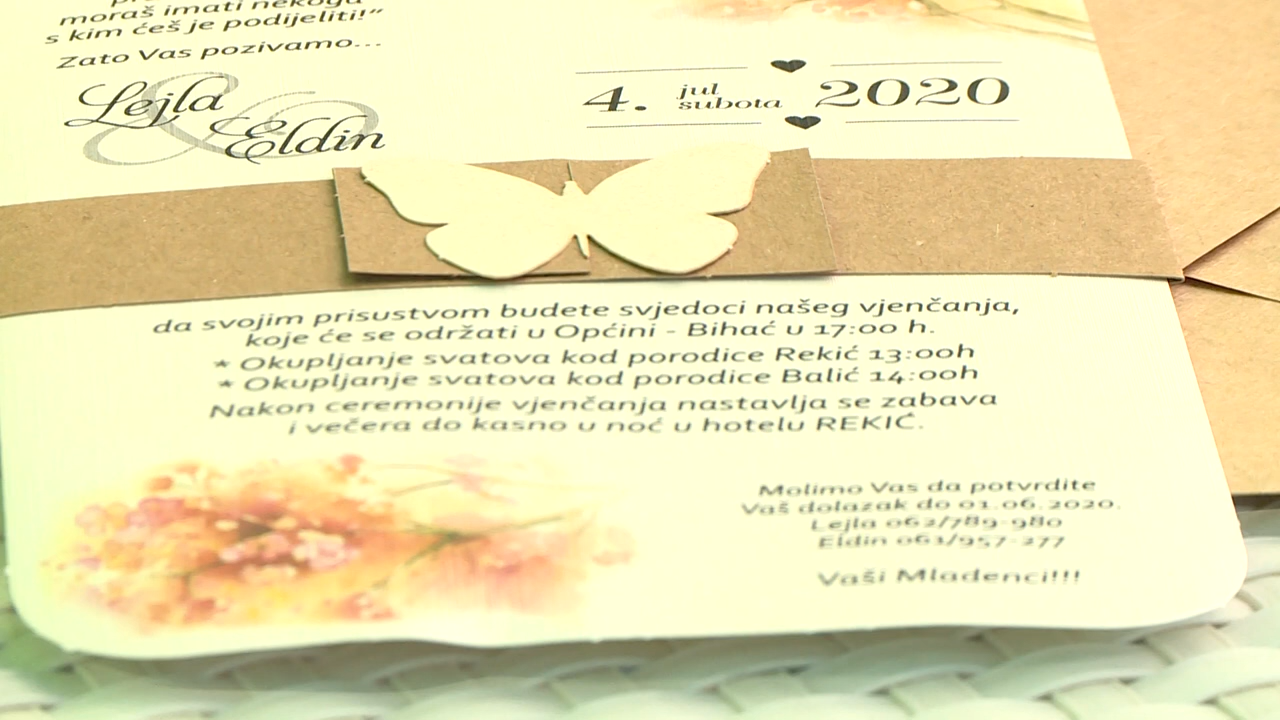 moraš imati nekoga
s kim ćeš je podijeliti!“
Zato Vas pozivamo...
Lejla
&
Eldin
4. jul
subota
2020
da svojim prisustvom budete svjedoci našeg vjenčanja,
koje će se održati u Općini - Bihać u 17:00 h.
* Okupljanje svatova kod porodice Rekić 13:00h
* Okupljanje svatova kod porodice Balić 14:00h
Nakon ceremonije vjenčanja nastavlja se zabava
i večera do kasno u noć u hotelu REKIĆ.
Molimo Vas da potvrdite
Vaš dolazak do 01.06.2020.
Lejla 062/789-980
Eldin 061/957-277
Vaši Mladenci!!!